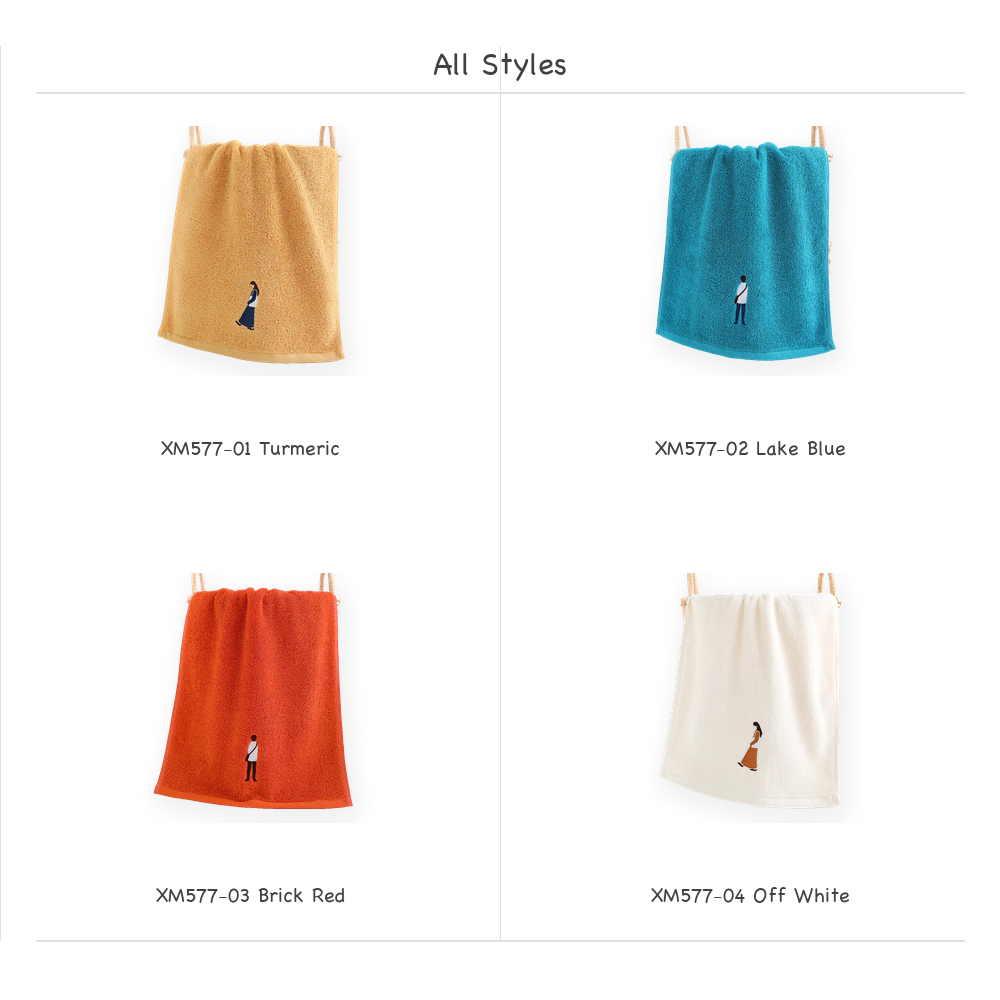 All Styles
XM577-01 Turmeric
XM577-02 Lake Blue
XM577-03 Brick Red
XM577-04 Off White